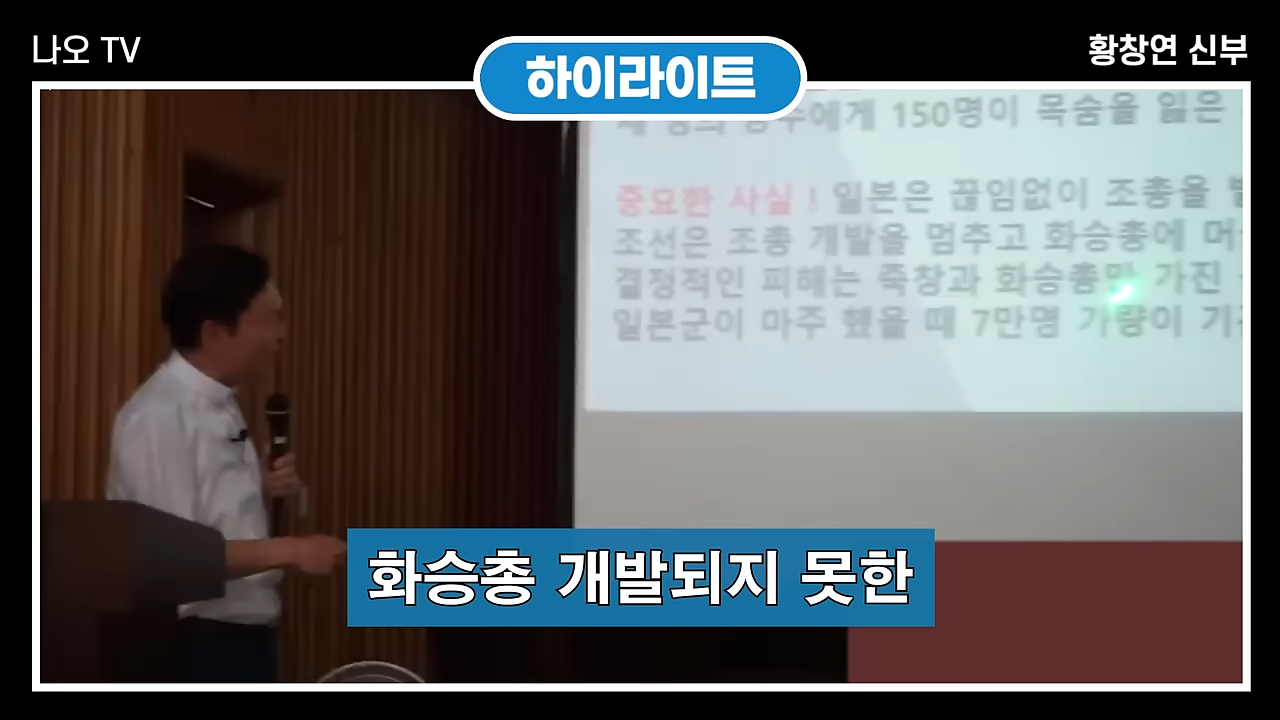 나오 TV
하이라이트
황창연 신부
에게 150명이 목숨을 잃은
중요한 사실 ! 일본은 끊임없이 조총을
조선은 조총 개발을 멈추고 화승총에
결정적인 피해는 죽창과 화승총만 가진
일본군이 마주 했을 때 7만명 가량이
화승총 개발되지 못한